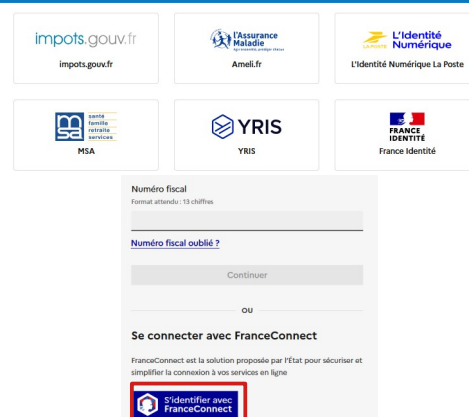 impots.gouv.fr
impots.gouv.fr
l'Assurance
Maladie
Ameli.fr
LA POSTE
L'Identité
Numérique
L'Identité Numérique La Poste
msa
santé
famille
retraite
services
MSA
YRIS
YRIS
FRANCE
IDENTITÉ
France Identité
Numéro fiscal
Format attendu : 13 chiffres
Numéro fiscal oublié ?
Continuer
OU
Se connecter avec FranceConnect
FranceConnect est la solution proposée par l'État pour sécuriser et
simplifier la connexion à vos services en ligne
S'identifier avec
FranceConnect